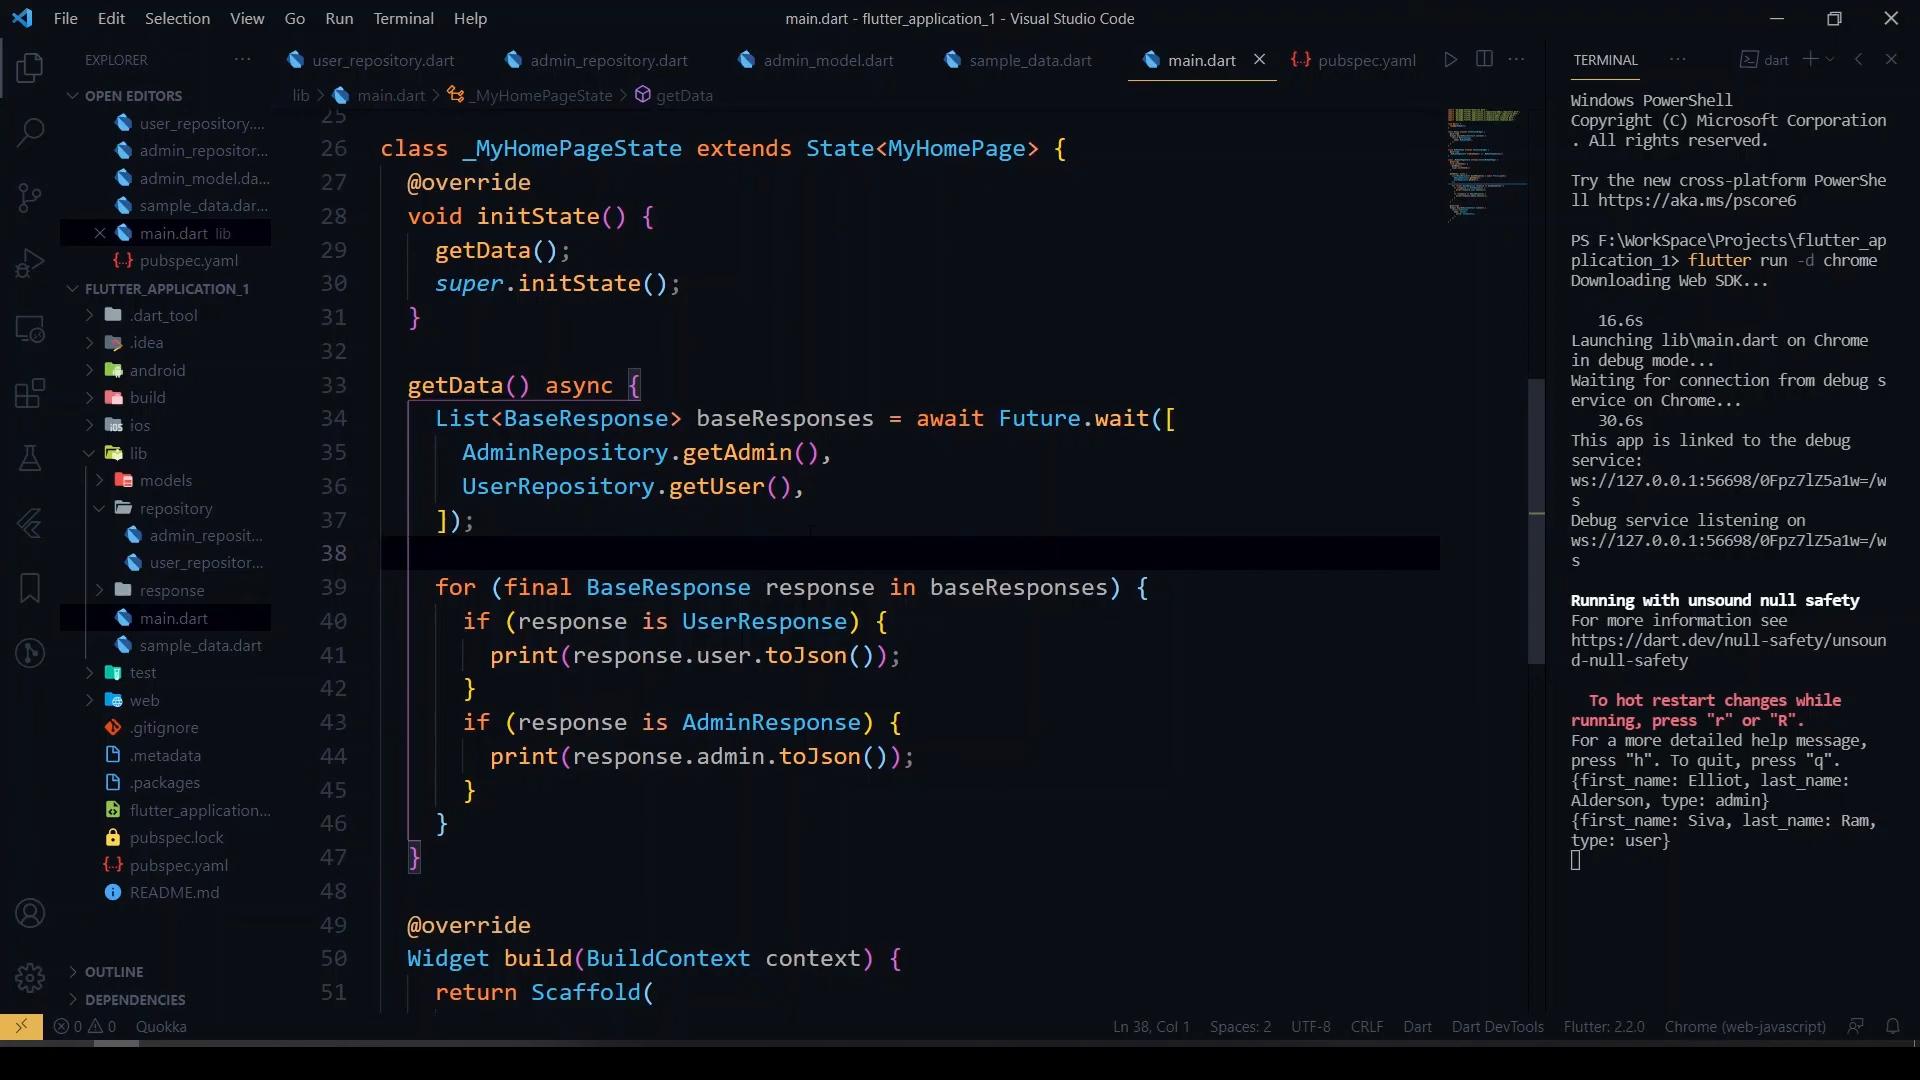 File Edit Selection View Go Run Terminal Help
main.dart - flutter_application_1 - Visual Studio Code
EXPLORER
OPEN EDITORS
user_repository....
admin_repositor...
admin_model.da...
sample_data.dar...
main.dart lib
pubspec.yaml
FLUTTER_APPLICATION_1
.dart_tool
.idea
android
build
ios
lib
models
repository
admin_reposit...
user_repositor...
response
main.dart
sample_data.dart
test
web
.gitignore
.metadata
.packages
flutter_application...
pubspec.lock
pubspec.yaml
README.md
OUTLINE
DEPENDENCIES
user_repository.dart admin_repository.dart admin_model.dart sample_data.dart main.dart pubspec.yaml
lib > main.dart > _MyHomePageState > getData
25
26 class _MyHomePageState extends State<MyHomePage> {
27 @override
28 void initState() {
29 getData();
30 super.initState();
31 }
32
33 getData() async {
34 List<BaseResponse> baseResponses = await Future.wait([
35 AdminRepository.getAdmin(),
36 UserRepository.getUser(),
37 ]);
38
39 for (final BaseResponse response in baseResponses) {
40 if (response is UserResponse) {
41 print(response.user.toJson());
42 }
43 if (response is AdminResponse) {
44 print(response.admin.toJson());
45 }
46 }
47 }
48
49 @override
50 Widget build(BuildContext context) {
51 return Scaffold(
TERMINAL
dart
Windows PowerShell
Copyright (C) Microsoft Corporation
. All rights reserved.
Try the new cross-platform PowerShe
ll https://aka.ms/pscore6
PS F:\WorkSpace\Projects\flutter_ap
plication_1> flutter run -d chrome
Downloading Web SDK...
16.6s
Launching lib\main.dart on Chrome
in debug mode...
Waiting for connection from debug s
ervice on Chrome...
30.6s
This app is linked to the debug
service:
ws://127.0.0.1:56698/0Fpz7lZ5a1w=/w
s
Debug service listening on
ws://127.0.0.1:56698/0Fpz7lZ5a1w=/w
s
Running with unsound null safety
For more information see
https://dart.dev/null-safety/unsoun
d-null-safety
To hot restart changes while
running, press "r" or "R".
For a more detailed help message,
press "h". To quit, press "q".
{first_name: Elliot, last_name:
Alderson, type: admin}
{first_name: Siva, last_name: Ram,
type: user}
0 0 Quokka
Ln 38, Col 1 Spaces: 2 UTF-8 CRLF Dart Dart DevTools Flutter: 2.2.0 Chrome (web-javascript)